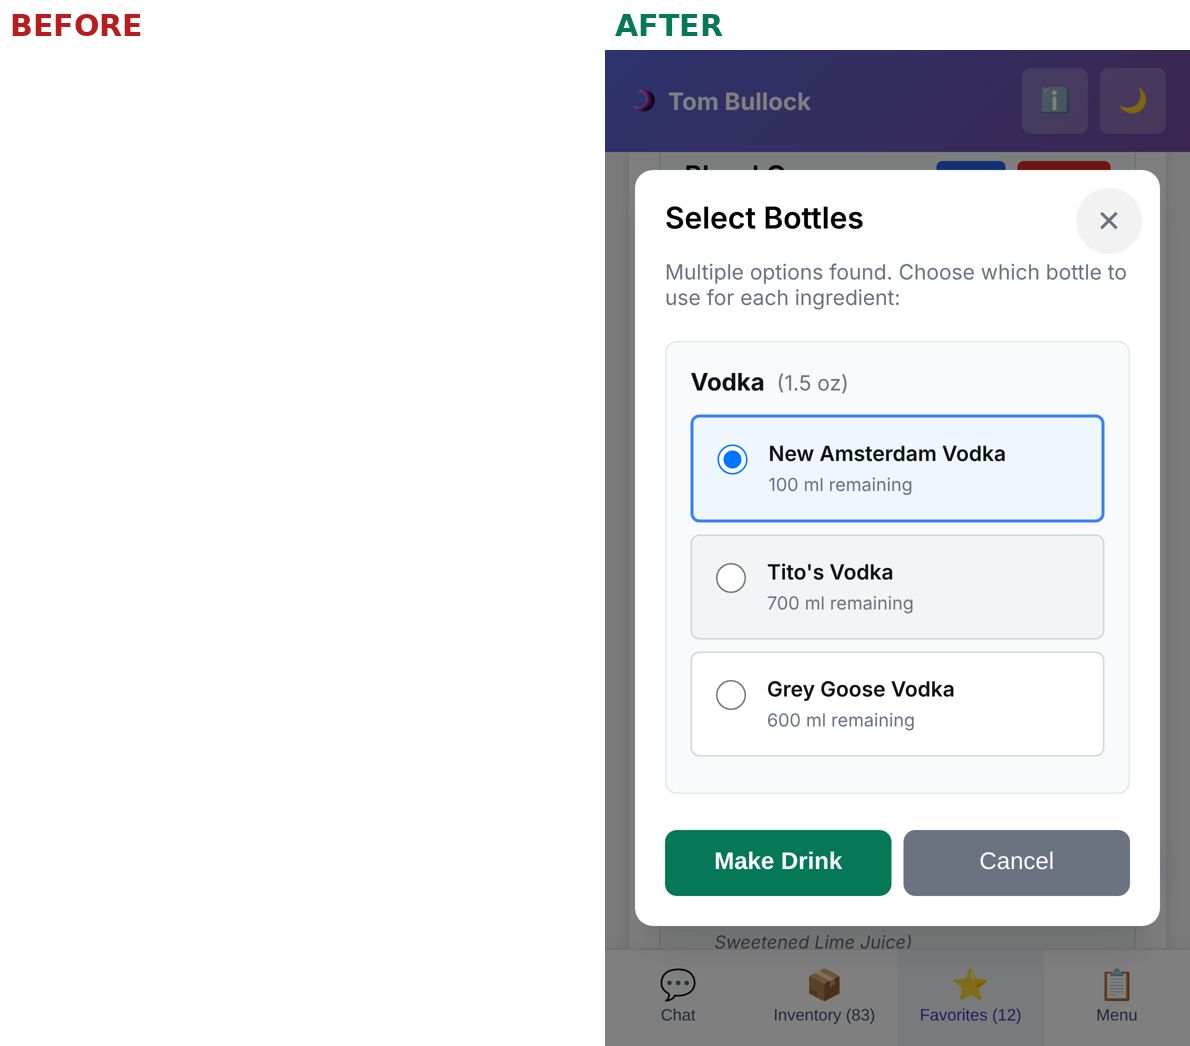 BEFORE
AFTER
Tom Bullock
Select Bottles
Multiple options found. Choose which bottle to
use for each ingredient:
Vodka (1.5 oz)
New Amsterdam Vodka
100 ml remaining
Tito's Vodka
700 ml remaining
Grey Goose Vodka
600 ml remaining
Make Drink
Cancel
Sweetened Lime Juice)
Chat
Inventory (83)
Favorites (12)
Menu